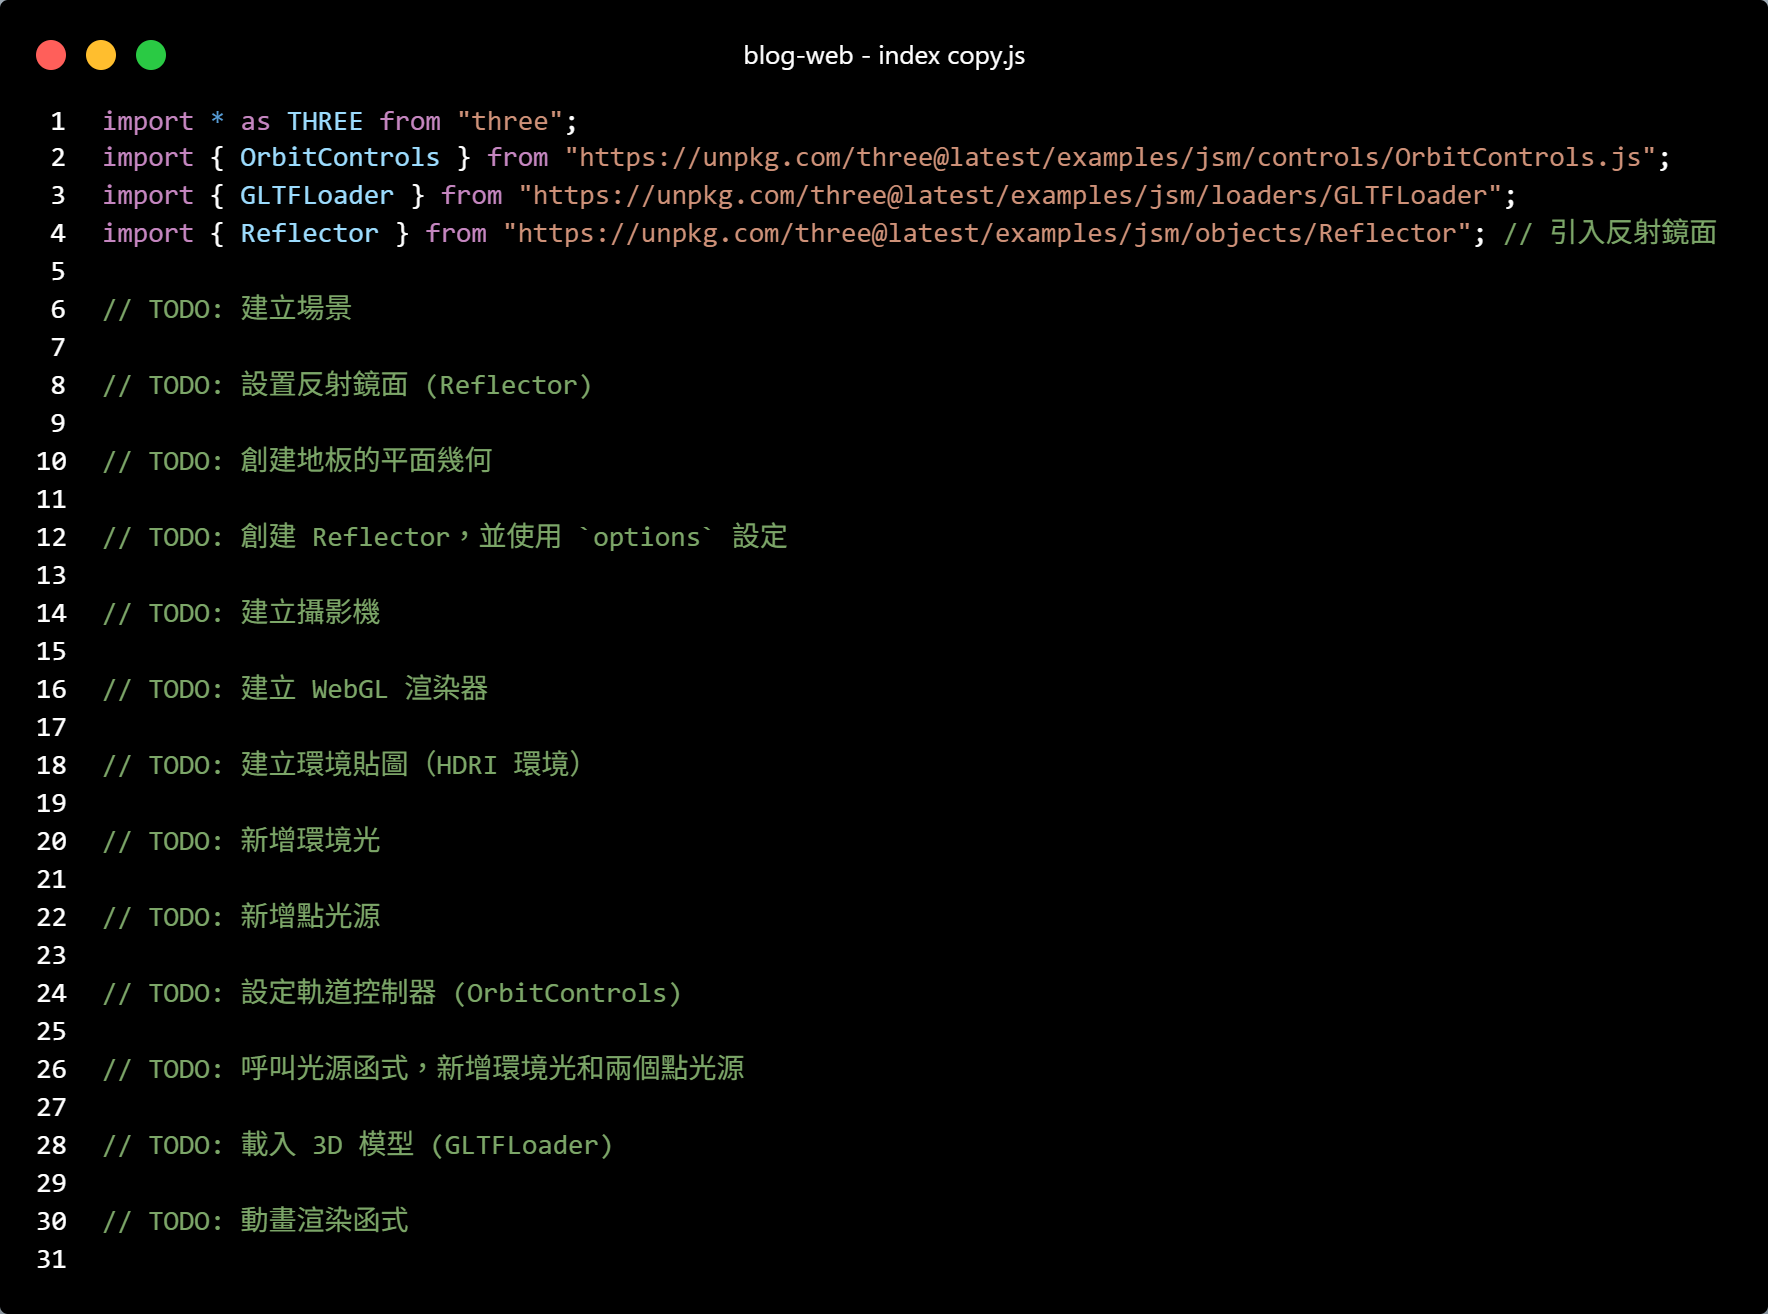 blog-web - index copy.js
1 import * as THREE from "three";
2 import { OrbitControls } from "https://unpkg.com/three@latest/examples/jsm/controls/OrbitControls.js";
3 import { GLTFLoader } from "https://unpkg.com/three@latest/examples/jsm/loaders/GLTFLoader";
4 import { Reflector } from "https://unpkg.com/three@latest/examples/jsm/objects/Reflector"; // 引入反射鏡面
5
6 // TODO: 建立場景
7
8 // TODO: 設置反射鏡面 (Reflector)
9
10 // TODO: 創建地板的平面幾何
11
12 // TODO: 創建 Reflector，並使用 `options` 設定
13
14 // TODO: 建立攝影機
15
16 // TODO: 建立 WebGL 渲染器
17
18 // TODO: 建立環境貼圖（HDRI 環境）
19
20 // TODO: 新增環境光
21
22 // TODO: 新增點光源
23
24 // TODO: 設定軌道控制器 (OrbitControls)
25
26 // TODO: 呼叫光源函式，新增環境光和兩個點光源
27
28 // TODO: 載入 3D 模型 (GLTFLoader)
29
30 // TODO: 動畫渲染函式
31